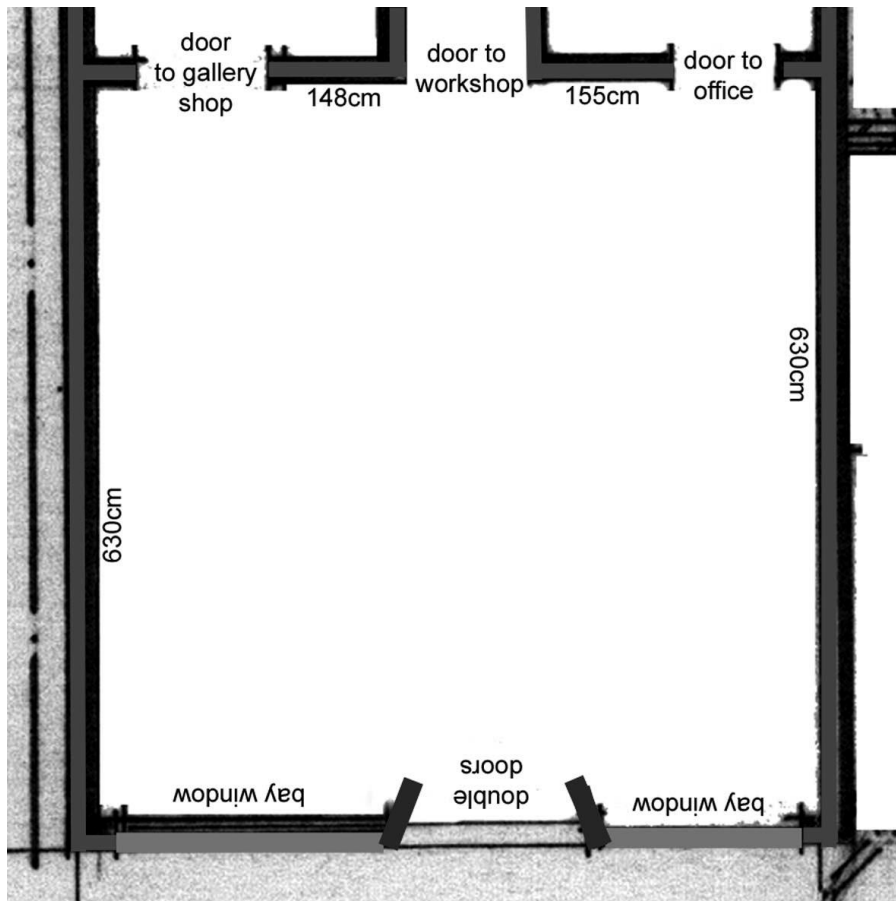 door
to gallery
shop
148cm
door to
workshop
155cm
door to
office
630cm
630cm
bay window
double
doors
bay window